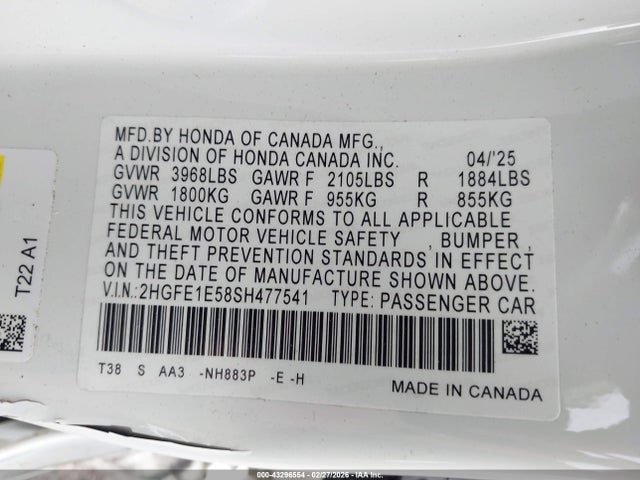 MFD.BY HONDA OF CANADA MFG.,
A DIVISION OF HONDA CANADA INC. 04/'25
GVWR 3968LBS GAWR F 2105LBS R 1884LBS
GVWR 1800KG GAWR F 955KG R 855KG
THIS VEHICLE CONFORMS TO ALL APPLICABLE
FEDERAL MOTOR VEHICLE SAFETY , BUMPER ,
AND THEFT PREVENTION STANDARDS IN EFFECT
ON THE DATE OF MANUFACTURE SHOWN ABOVE.
V.I.N.:2HGFE1E58SH477541 TYPE: PASSENGER CAR
T38 S AA3 -NH883P -E -H
MADE IN CANADA
T22 A1
000-43296554 | 02/27/2026 - IAA Inc.